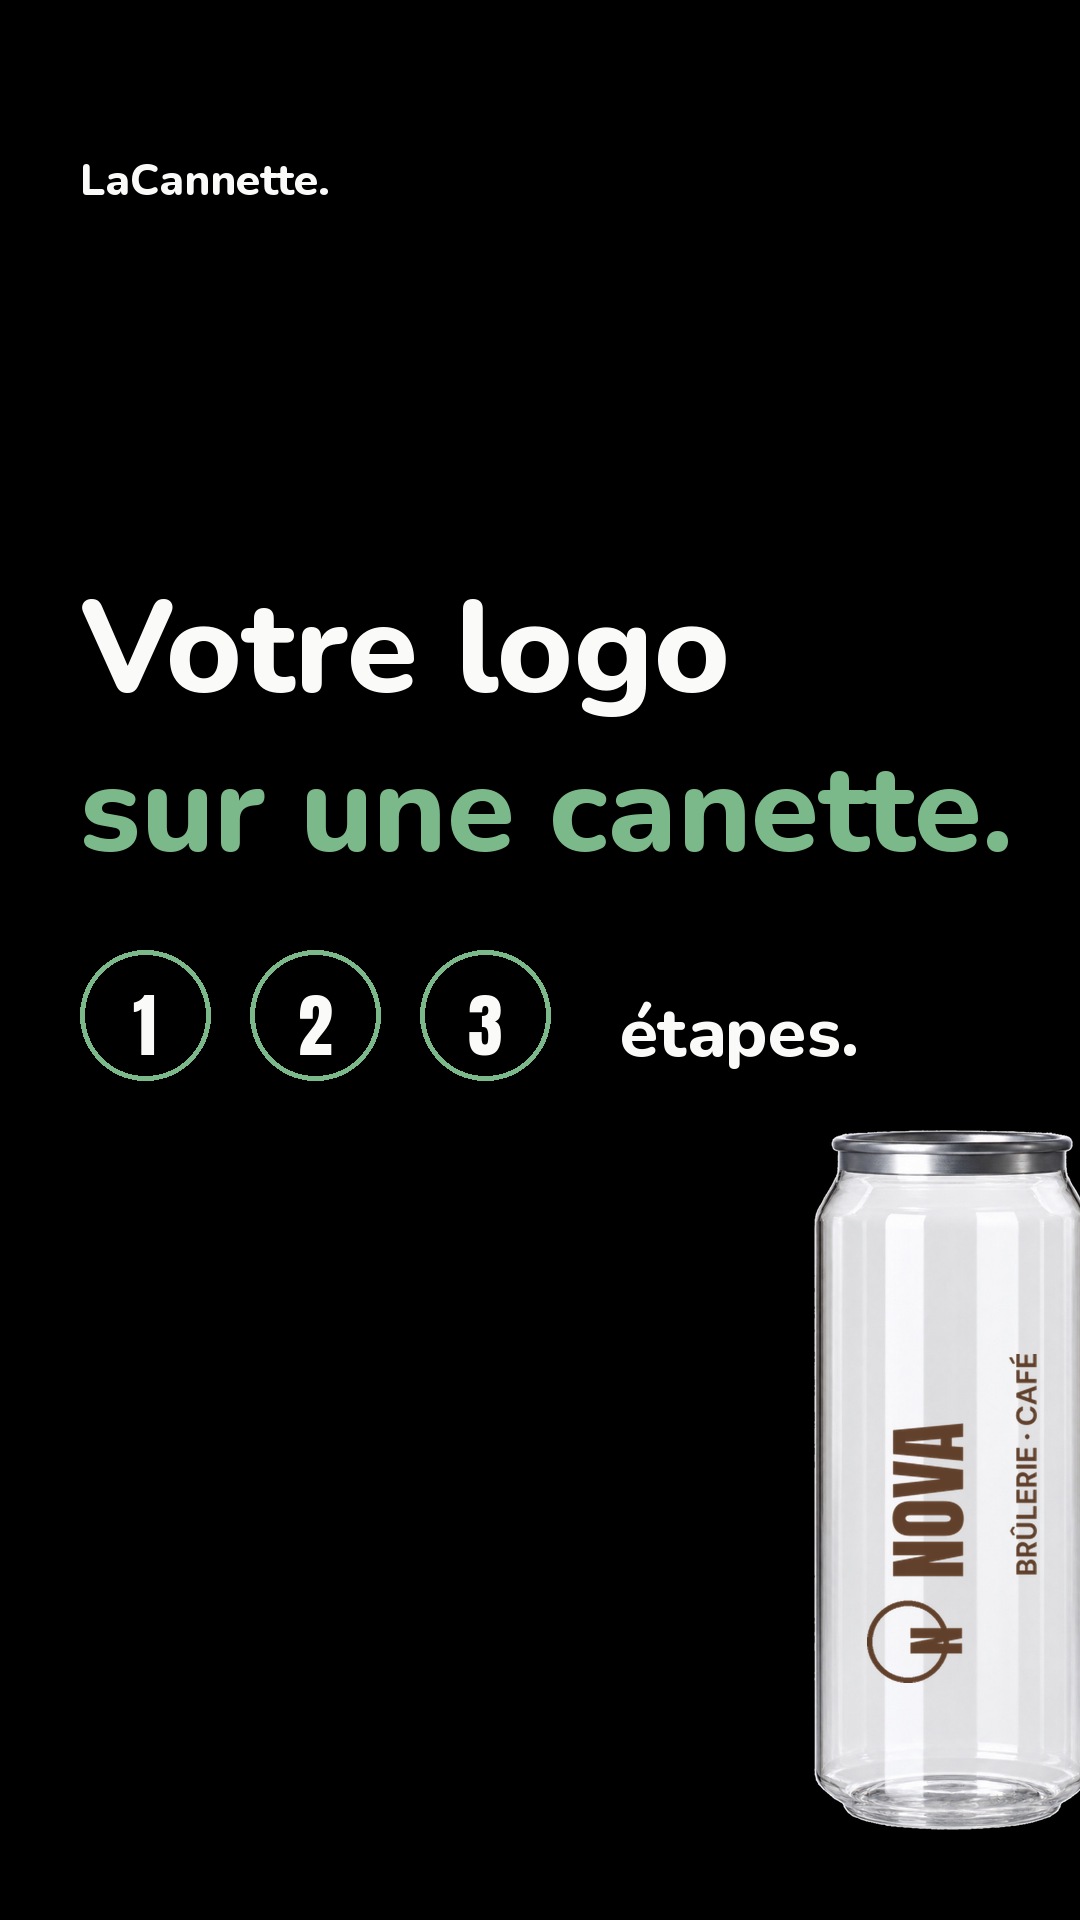 LaCannette.
Votre logo
sur une canette.
1 2 3 étapes.
N NOVA
BRÛLERIE · CAFÉ